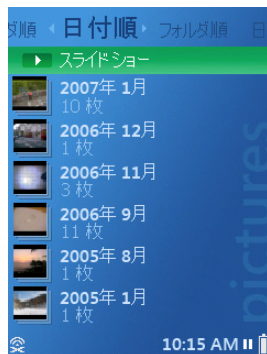 ダ順 日付順 フォルダ順 日
スライドショー
2007年 1月
10 枚
2006年 12月
1 枚
2006年 11月
3 枚
2006年 9月
11 枚
2005年 8月
1 枚
2005年 1月
1 枚
pictures
10:15 AM